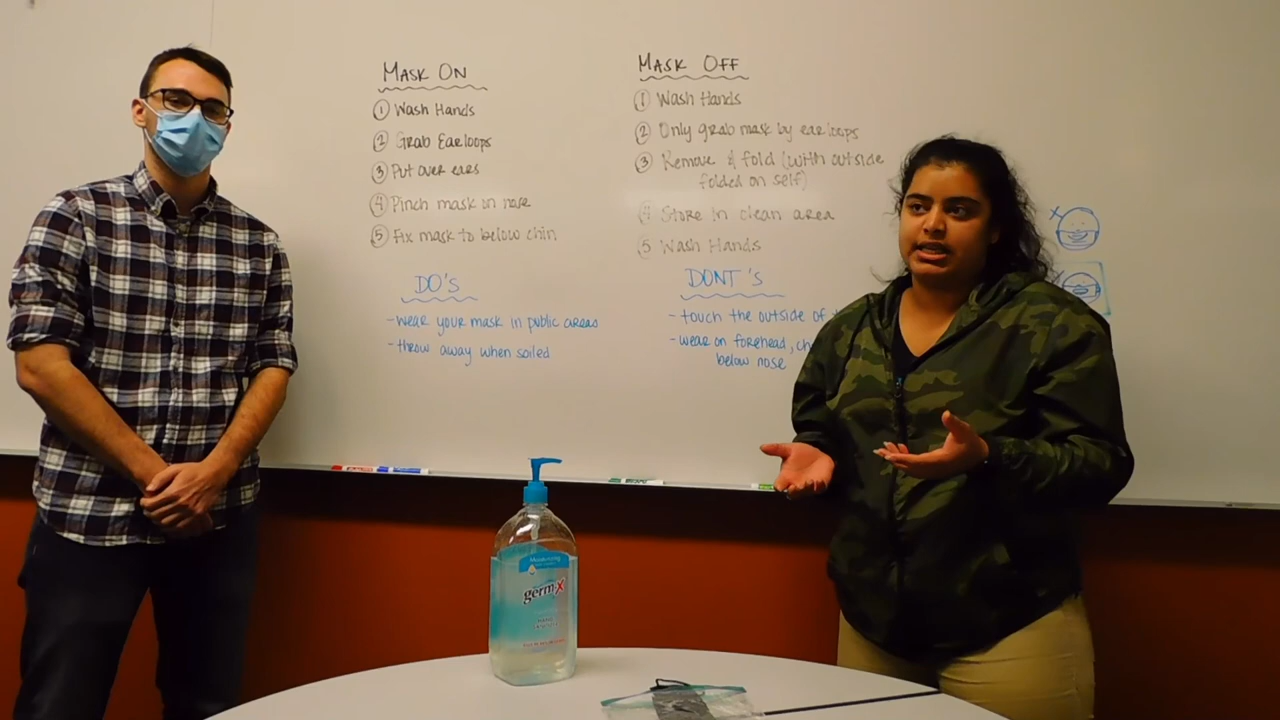 MASK ON
① Wash Hands
② Grab Earloops
③ Put over ears
④ Pinch mask on nose
⑤ Fix mask to below chin
MASK OFF
① Wash Hands
② Only grab mask by earloops
③ Remove & fold (with outside
folded on self)
④ Store in clean area
⑤ Wash Hands
DO'S
- wear your mask in public areas
- throw away when soiled
DONT'S
- touch the outside of
- wear on forehead,
below nose
Moisturizing
germ-x
HAND